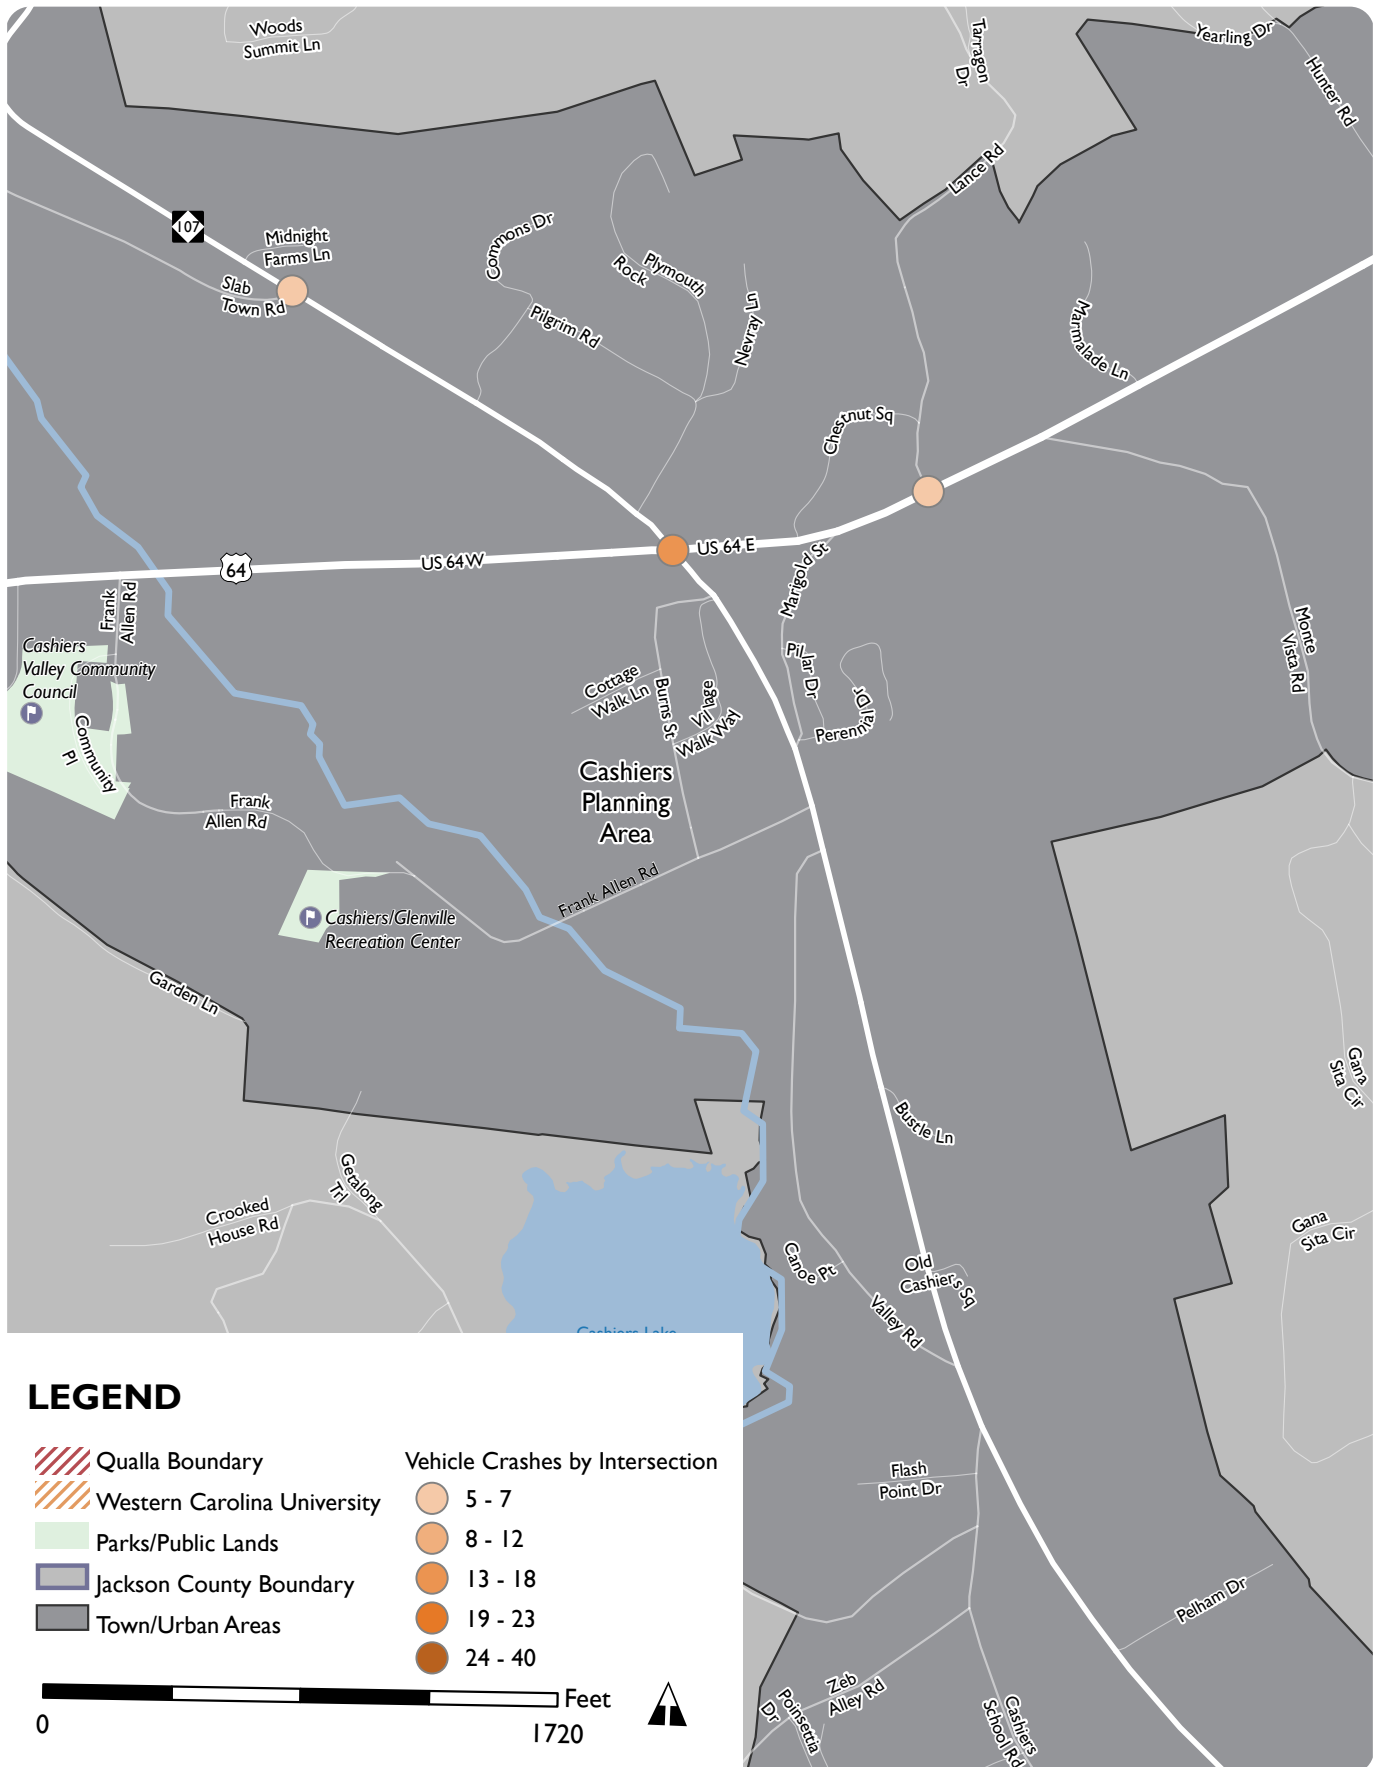 Woods
Summit Ln
Tarragon
Dr
Yearling Dr
Hunter Rd
Lance Rd
107
Midnight
Farms Ln
Slab
Town Rd
Commons Dr
Plymouth
Rock
Pilgrim Rd
Nevray Ln
Marmalade Ln
Chestnut Sq
US 64 E
US 64 W
64
Marigold St
Frank
Allen Rd
Cashiers
Valley Community
Council
Community
Pl
Cottage
Walk Ln
Burns St
Village
Walk Way
Pillar Dr
Perennial Dr
Monte
Vista Rd
Cashiers
Planning
Area
Frank
Allen Rd
Frank Allen Rd
Cashiers/Glenville
Recreation Center
Garden Ln
Gana
Sita Cir
Bustle Ln
Getalong
Trl
Crooked
House Rd
Gana
Sita Cir
Canoe Pt
Old
Cashiers Sq
Valley Rd
Cashiers Lake
Flash
Point Dr
Pelham Dr
Zeb
Alley Rd
Poinsettia
Dr
Cashiers
School Rd
LEGEND
Qualla Boundary
Western Carolina University
Parks/Public Lands
Jackson County Boundary
Town/Urban Areas
Vehicle Crashes by Intersection
5 - 7
8 - 12
13 - 18
19 - 23
24 - 40
Feet
0
1720